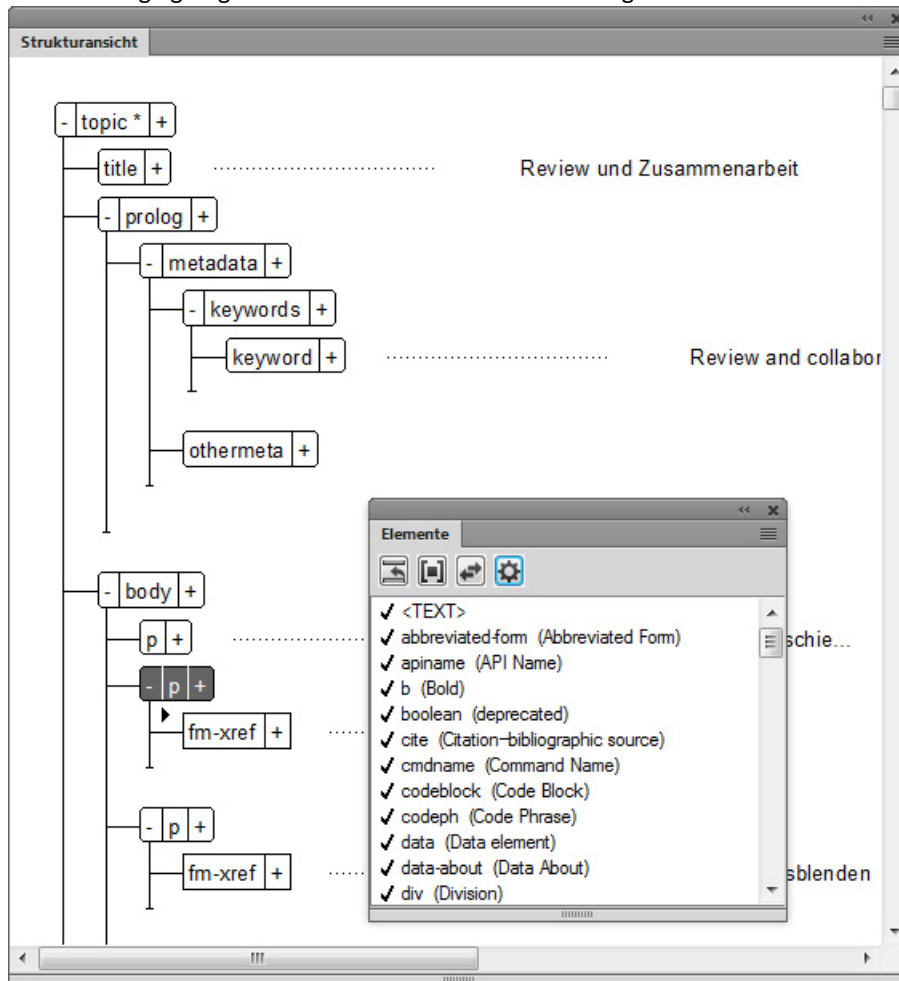 Strukturansicht
- topic * +
title + Review und Zusammenarbeit
- prolog +
- metadata +
- keywords +
keyword + Review and collabor
othermeta +
- body +
p + schie...
- p +
fm-xref +
- p +
fm-xref + sblenden
Elemente
<TEXT>
abbreviated-form (Abbreviated Form)
apiname (API Name)
b (Bold)
boolean (deprecated)
cite (Citation-bibliographic source)
cmdname (Command Name)
codeblock (Code Block)
codeph (Code Phrase)
data (Data element)
data-about (Data About)
div (Division)